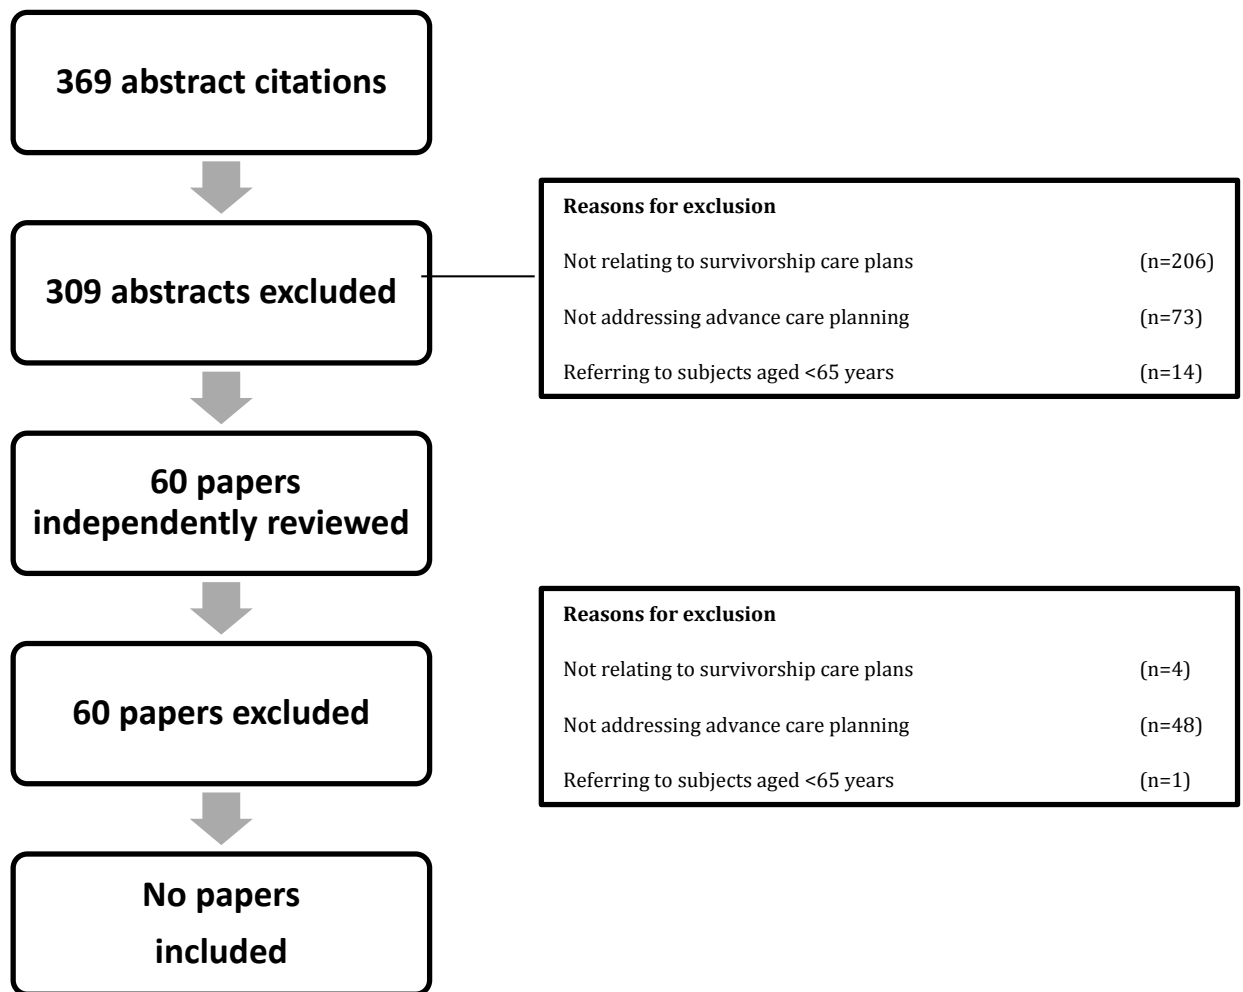 369 abstract citations
309 abstracts excluded
Reasons for exclusion
Not relating to survivorship care plans (n=206)
Not addressing advance care planning (n=73)
Referring to subjects aged <65 years (n=14)
60 papers
independently reviewed
60 papers excluded
Reasons for exclusion
Not relating to survivorship care plans (n=4)
Not addressing advance care planning (n=48)
Referring to subjects aged <65 years (n=1)
No papers
included